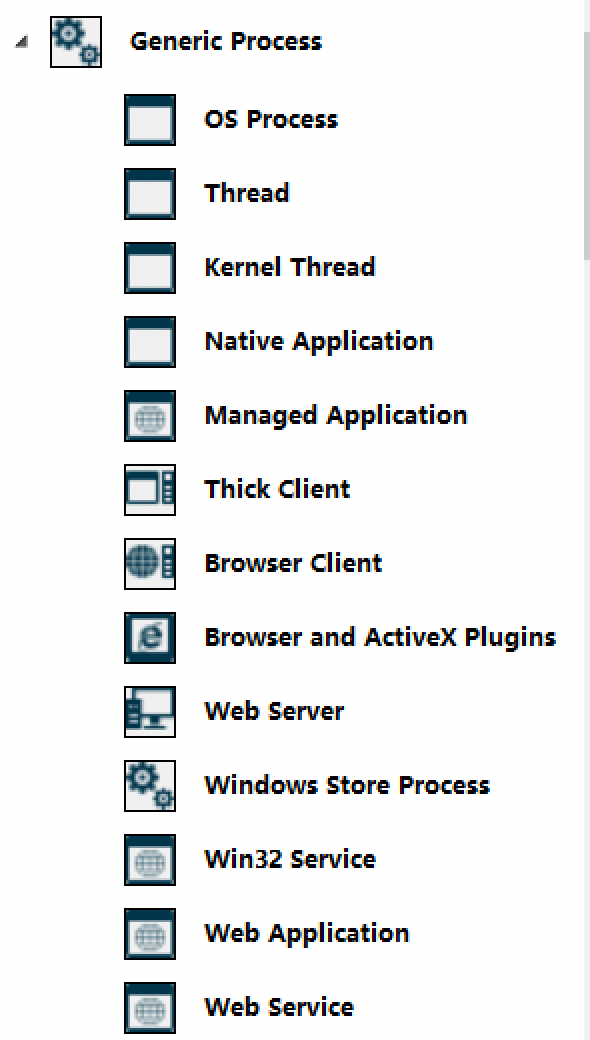 Generic Process
OS Process
Thread
Kernel Thread
Native Application
Managed Application
Thick Client
Browser Client
Browser and ActiveX Plugins
Web Server
Windows Store Process
Win32 Service
Web Application
Web Service